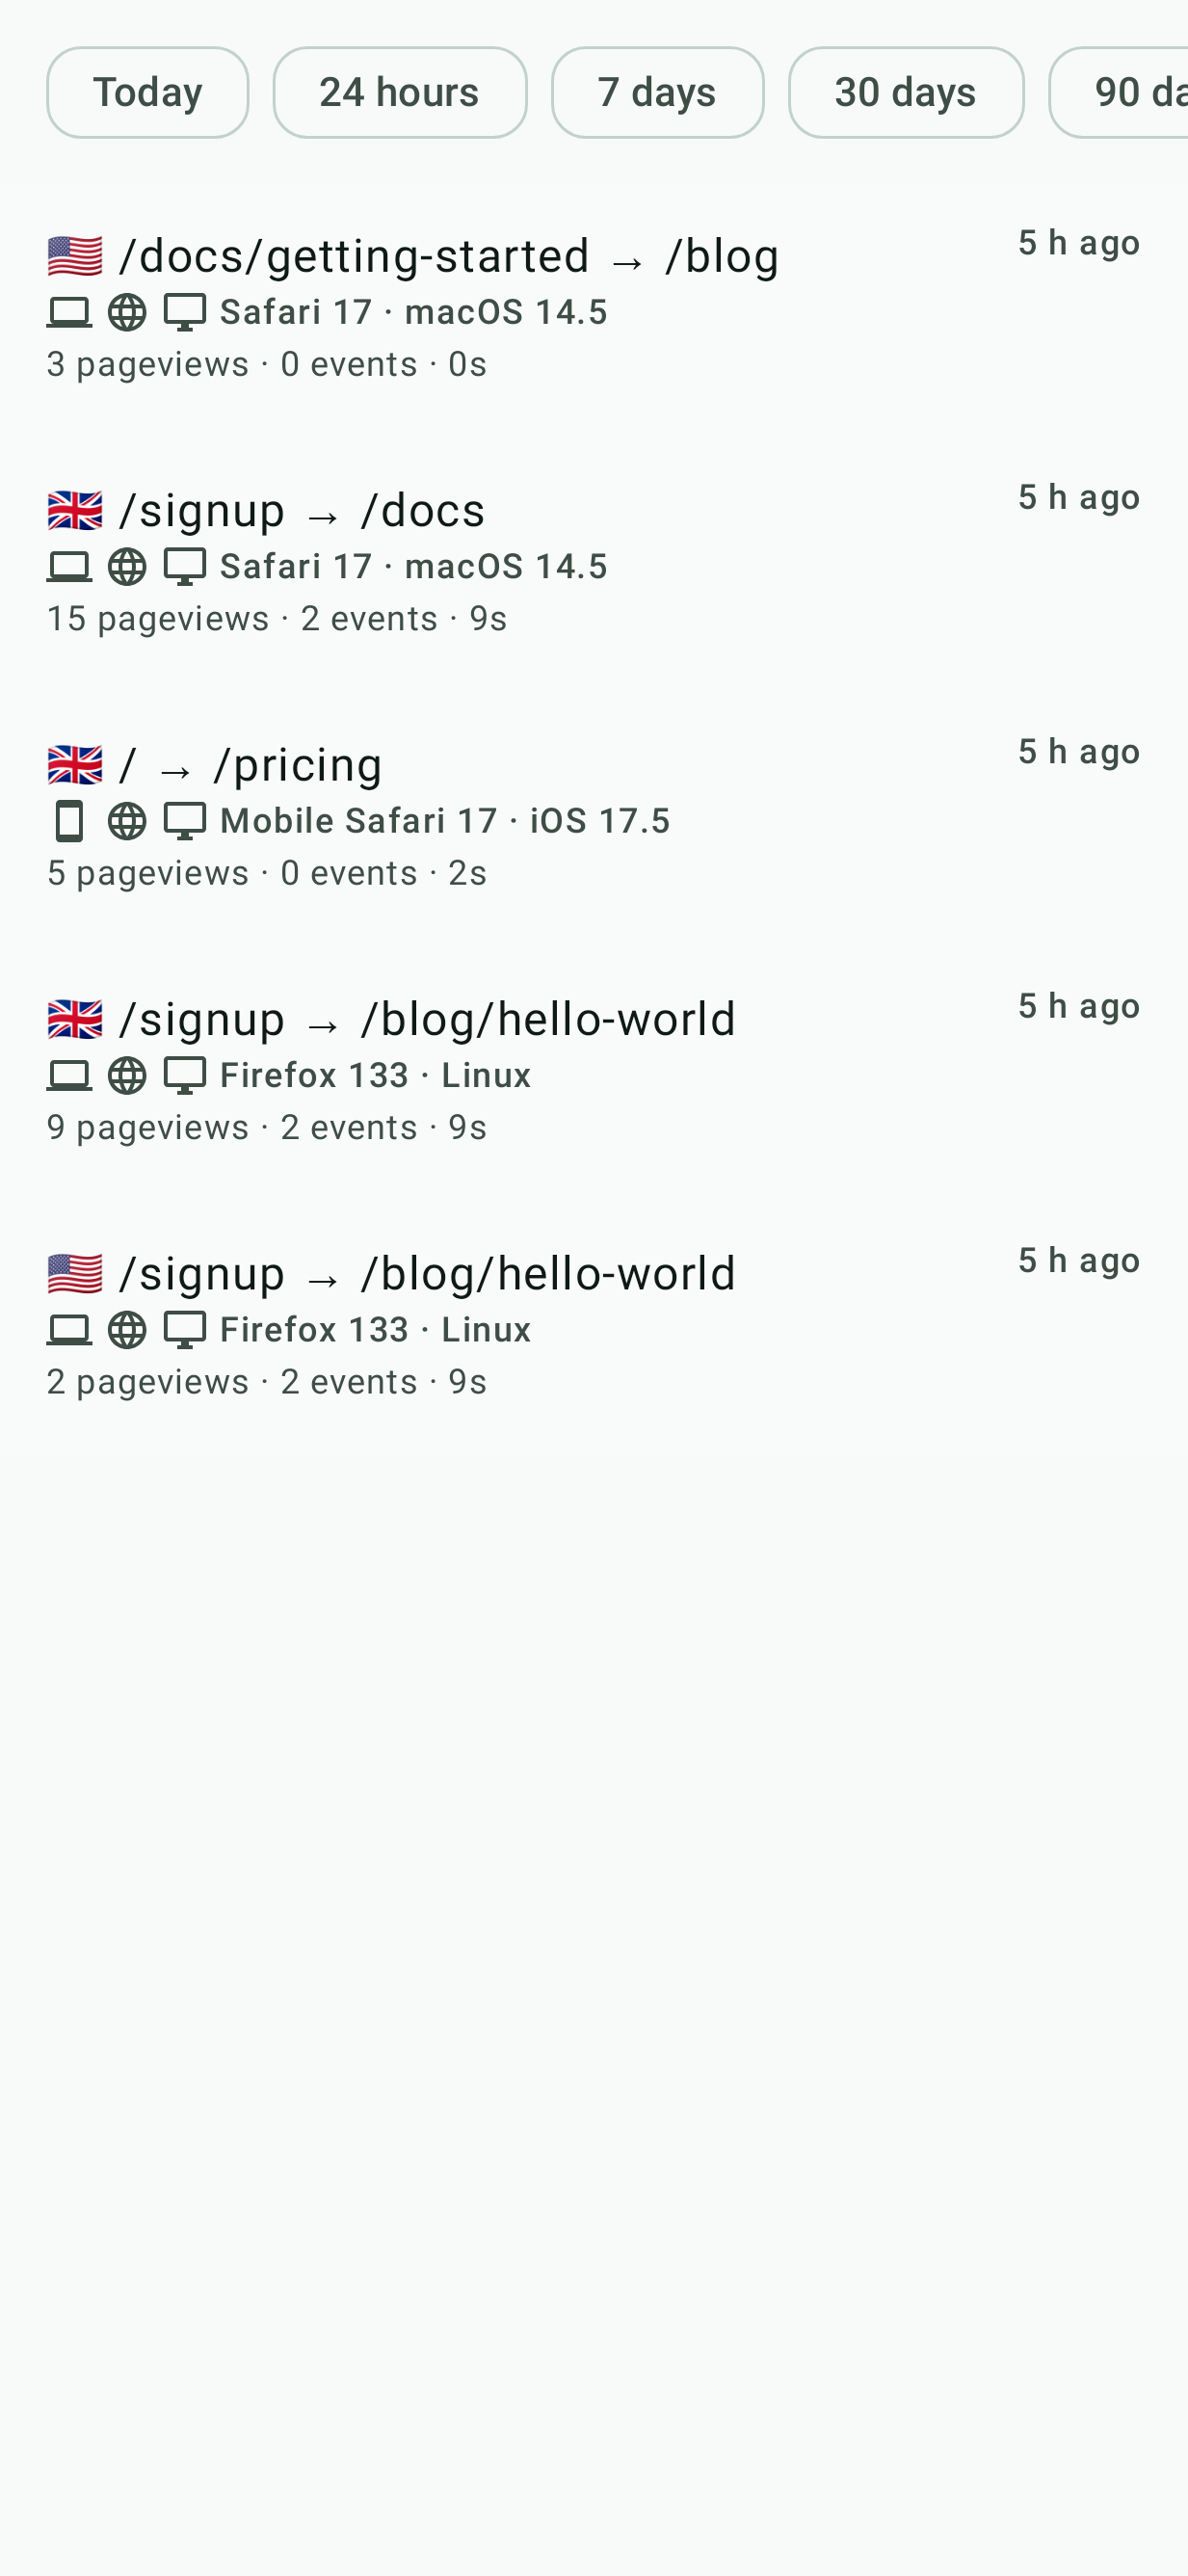 Today 24 hours 7 days 30 days 90 da
/docs/getting-started → /blog 5 h ago
Safari 17 · macOS 14.5
3 pageviews · 0 events · 0s
/signup → /docs 5 h ago
Safari 17 · macOS 14.5
15 pageviews · 2 events · 9s
/ → /pricing 5 h ago
Mobile Safari 17 · iOS 17.5
5 pageviews · 0 events · 2s
/signup → /blog/hello-world 5 h ago
Firefox 133 · Linux
9 pageviews · 2 events · 9s
/signup → /blog/hello-world 5 h ago
Firefox 133 · Linux
2 pageviews · 2 events · 9s